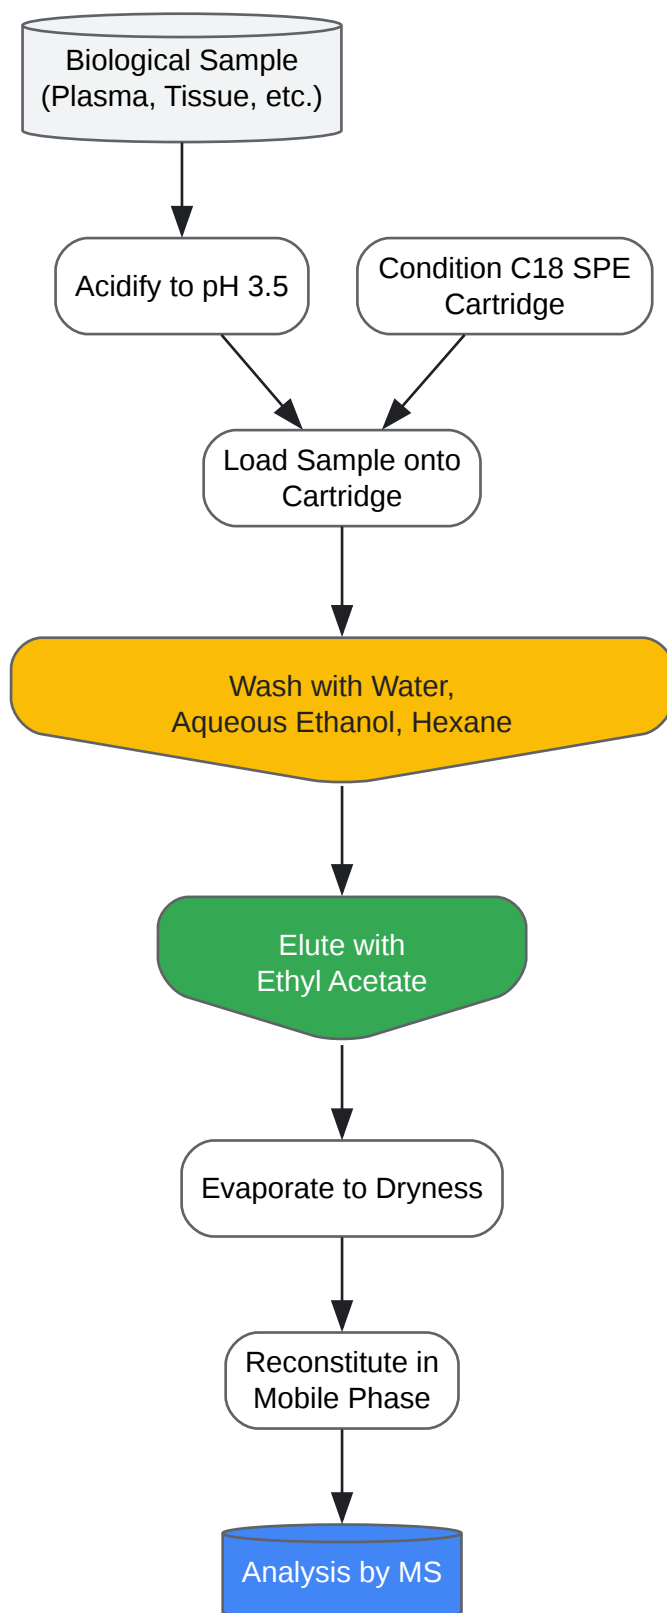 Biological Sample
(Plasma, Tissue, etc.)
Acidify to pH 3.5
Condition C18 SPE
Cartridge
Load Sample onto
Cartridge
Wash with Water,
Aqueous Ethanol, Hexane
Elute with
Ethyl Acetate
Evaporate to Dryness
Reconstitute in
Mobile Phase
Analysis by MS